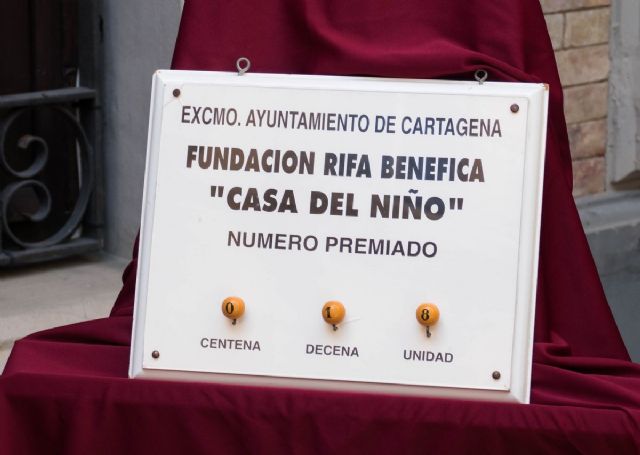 EXCMO. AYUNTAMIENTO DE CARTAGENA
FUNDACION RIFA BENEFICA
"CASA DEL NIÑO"
NUMERO PREMIADO
0 1 8
CENTENA DECENA UNIDAD